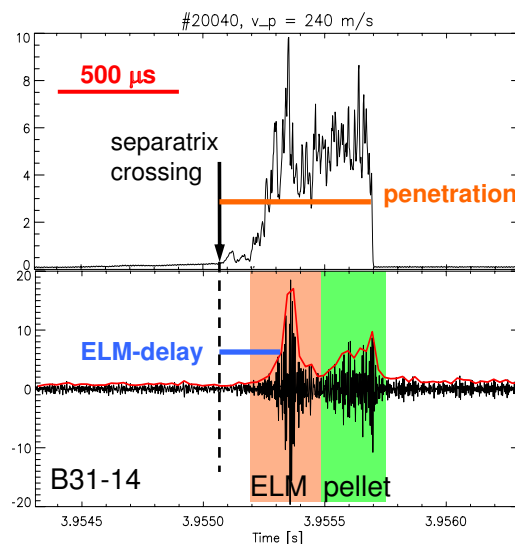 #20040, v_p = 240 m/s
10
8
6
4
2
0
500 µs
separatrix
crossing
penetration
20
10
0
-10
-20
ELM-delay
B31-14
ELM pellet
3.9545 3.9550 3.9555 3.9560
Time [s]